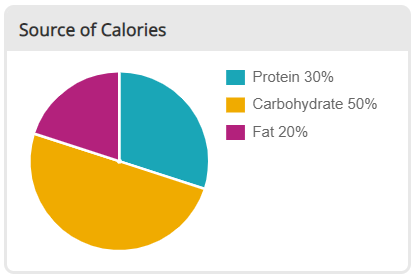 Source of Calories
Protein 30%
Carbohydrate 50%
Fat 20%